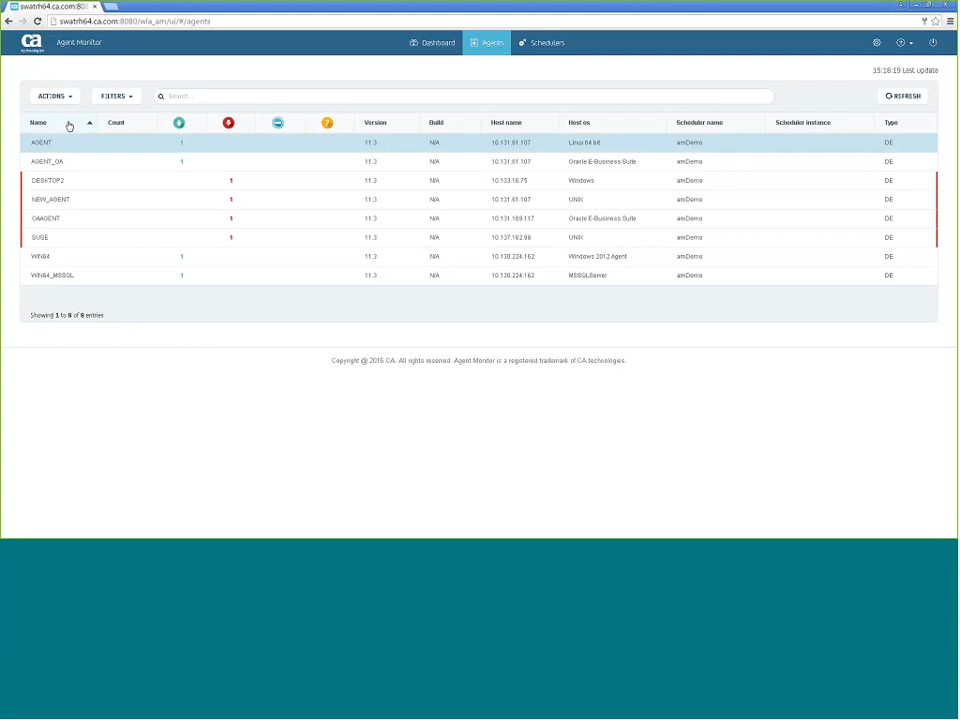 swatrh64.ca.com:808
swatrh64.ca.com:8080/wla_am/ui/#/agents
ca technologies Agent Monitor Dashboard Agents Schedulers ?
15:18:19 Last update
ACTIONS FILTERS Search... REFRESH
Name Count ? Version Build Host name Host os Scheduler name Scheduler instance Type
AGENT 1 11.3 N/A 10.131.61.107 Linux 64 bit amDemo DE
AGENT_OA 1 11.3 N/A 10.131.61.107 Oracle E-Business Suite amDemo DE
DESKTOP2 1 11.3 N/A 10.133.16.75 Windows amDemo DE
NEW_AGENT 1 11.3 N/A 10.131.61.107 UNIX amDemo DE
OAAGENT 1 11.3 N/A 10.131.169.117 Oracle E-Business Suite amDemo DE
SUSE 1 11.3 N/A 10.137.162.98 UNIX amDemo DE
WIN64 1 11.3 N/A 10.130.224.162 Windows 2012 Agent amDemo DE
WIN64_MSSQL 1 11.3 N/A 10.130.224.162 MSSQLServer amDemo DE
Showing 1 to 8 of 8 entries
Copyright @ 2015 CA. All rights reserved. Agent Monitor is a registered trademark of CA technologies.